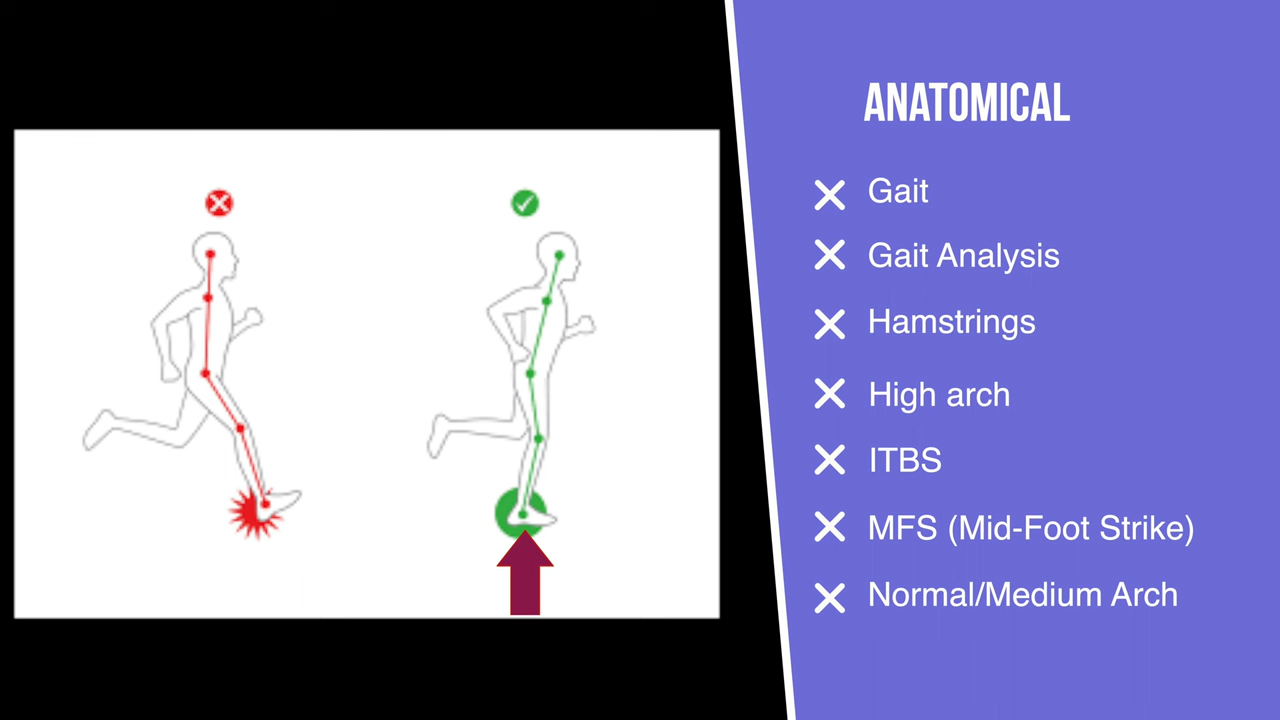 ANATOMICAL
Gait
Gait Analysis
Hamstrings
High arch
ITBS
MFS (Mid-Foot Strike)
Normal/Medium Arch